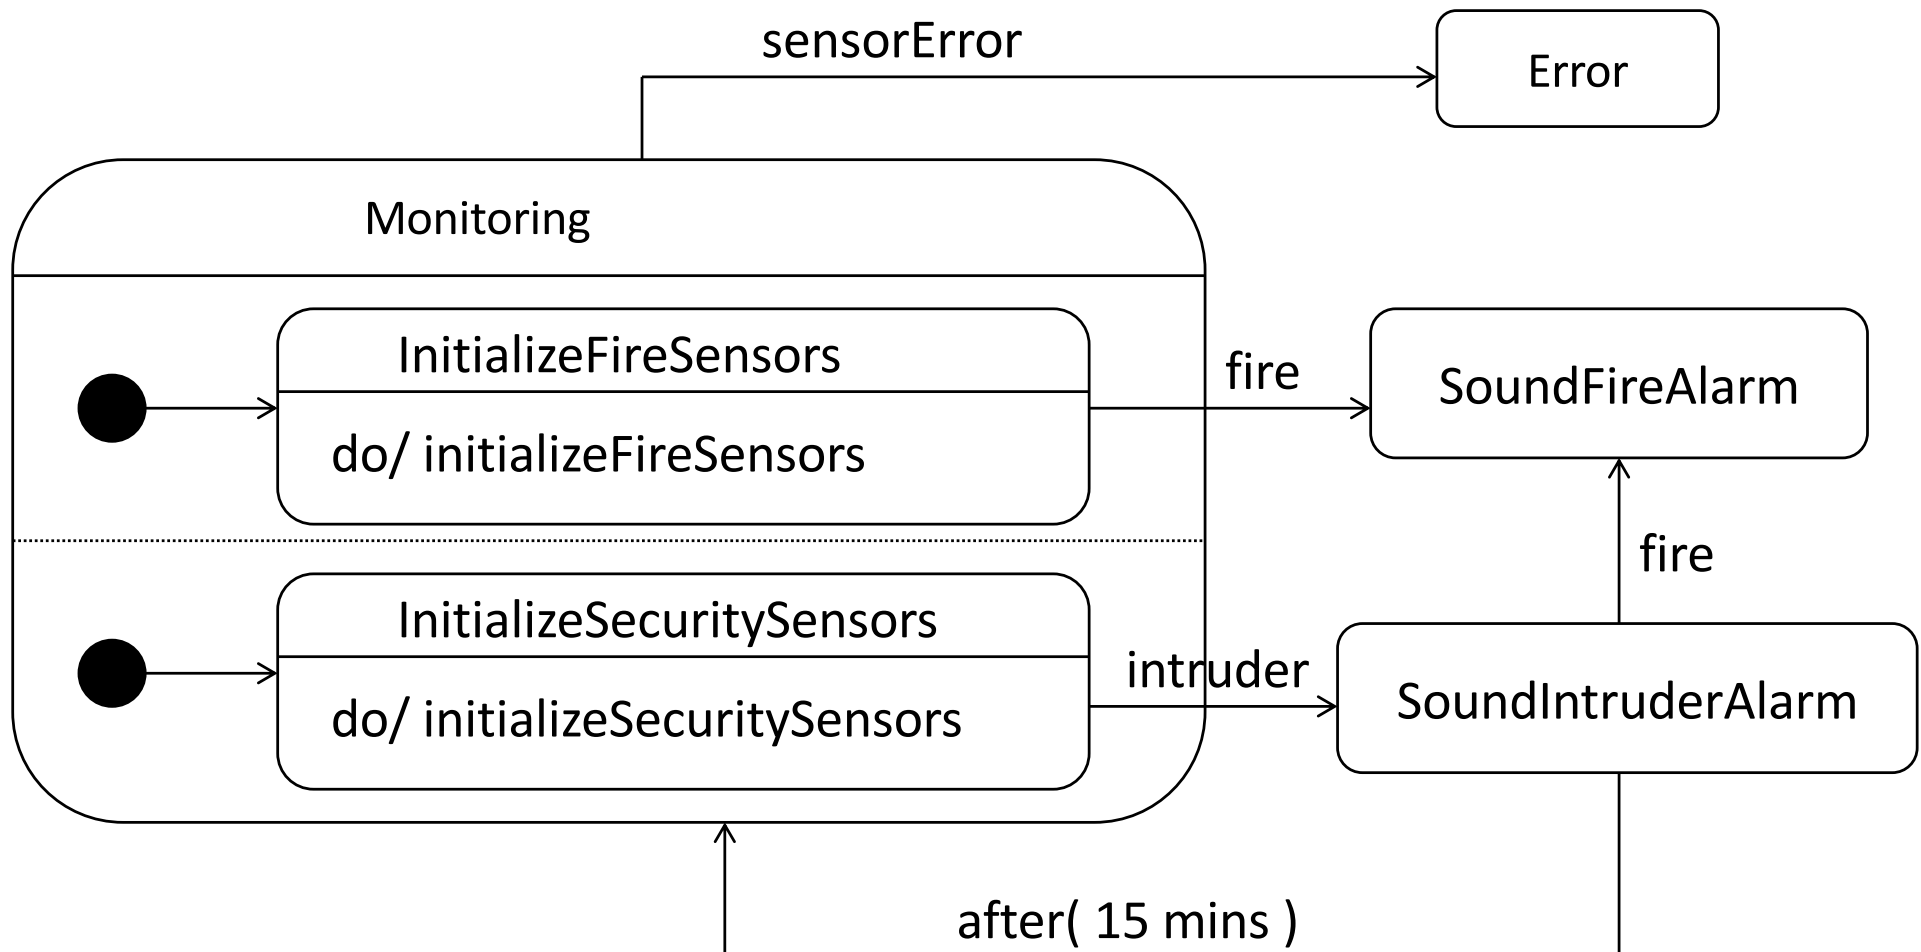 sensorError
Error
Monitoring
InitializeFireSensors
do/ initializeFireSensors
fire
SoundFireAlarm
fire
InitializeSecuritySensors
do/ initializeSecuritySensors
intruder
SoundIntruderAlarm
after( 15 mins )